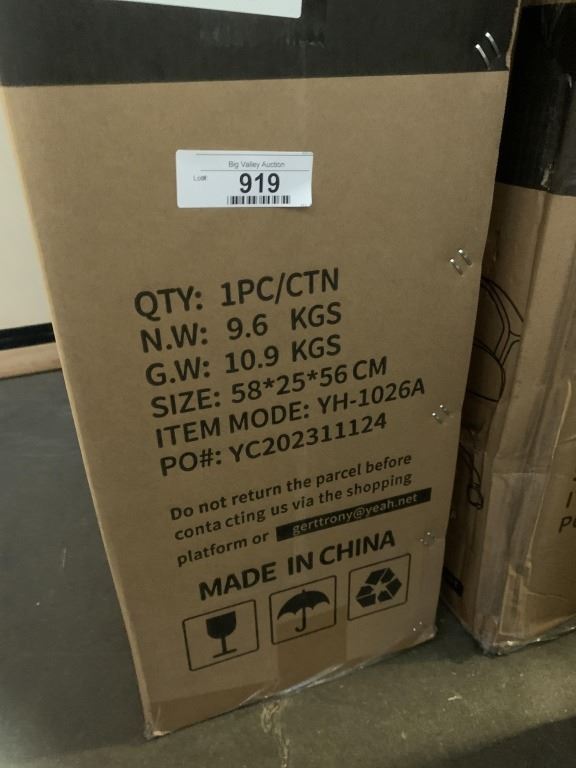 Big Valley Auction
Lot#:
919
QTY: 1PC/CTN
N.W: 9.6 KGS
G.W: 10.9 KGS
SIZE: 58*25*56 CM
ITEM MODE: YH-1026A
PO#: YC202311124
Do not return the parcel before
conta cting us via the shopping
platform or gerttrony@yeah.net
MADE IN CHINA